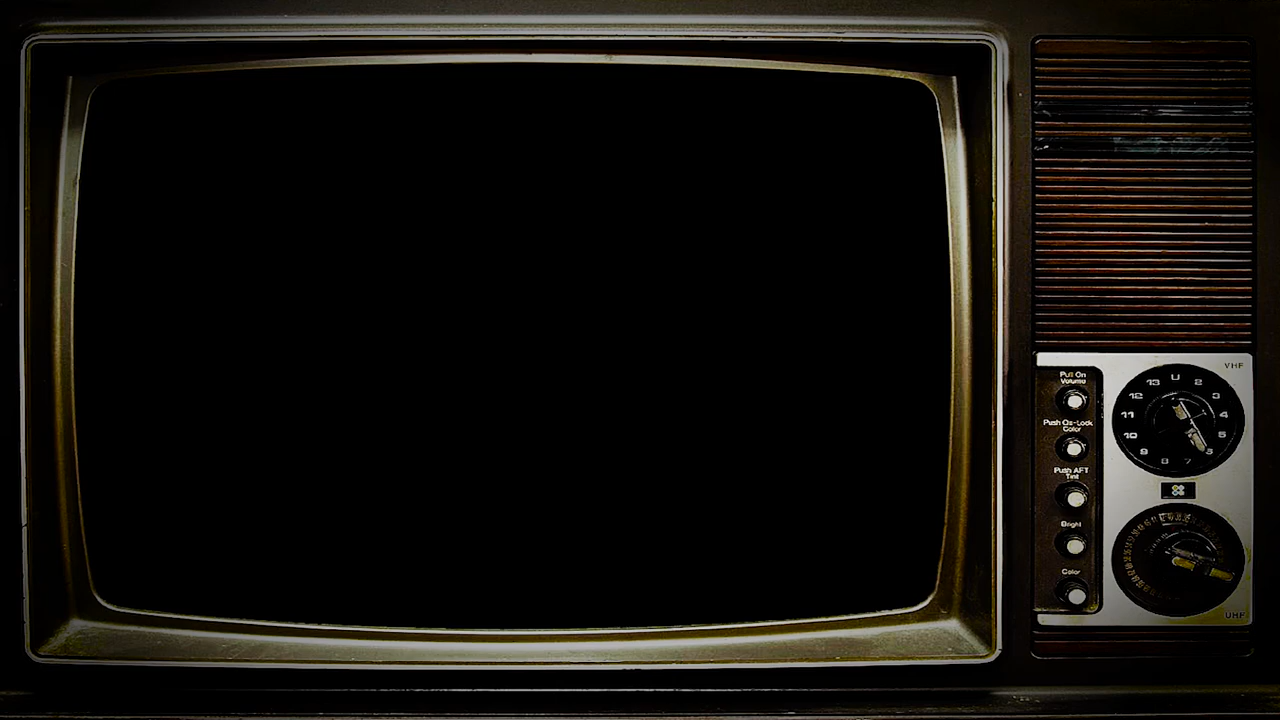 VHF
Pull On
Volume
Push On-Lock
Color
Push AFT
Tint
Bright
Color
U
2
3
4
5
6
7
8
9
10
11
12
13
UHF